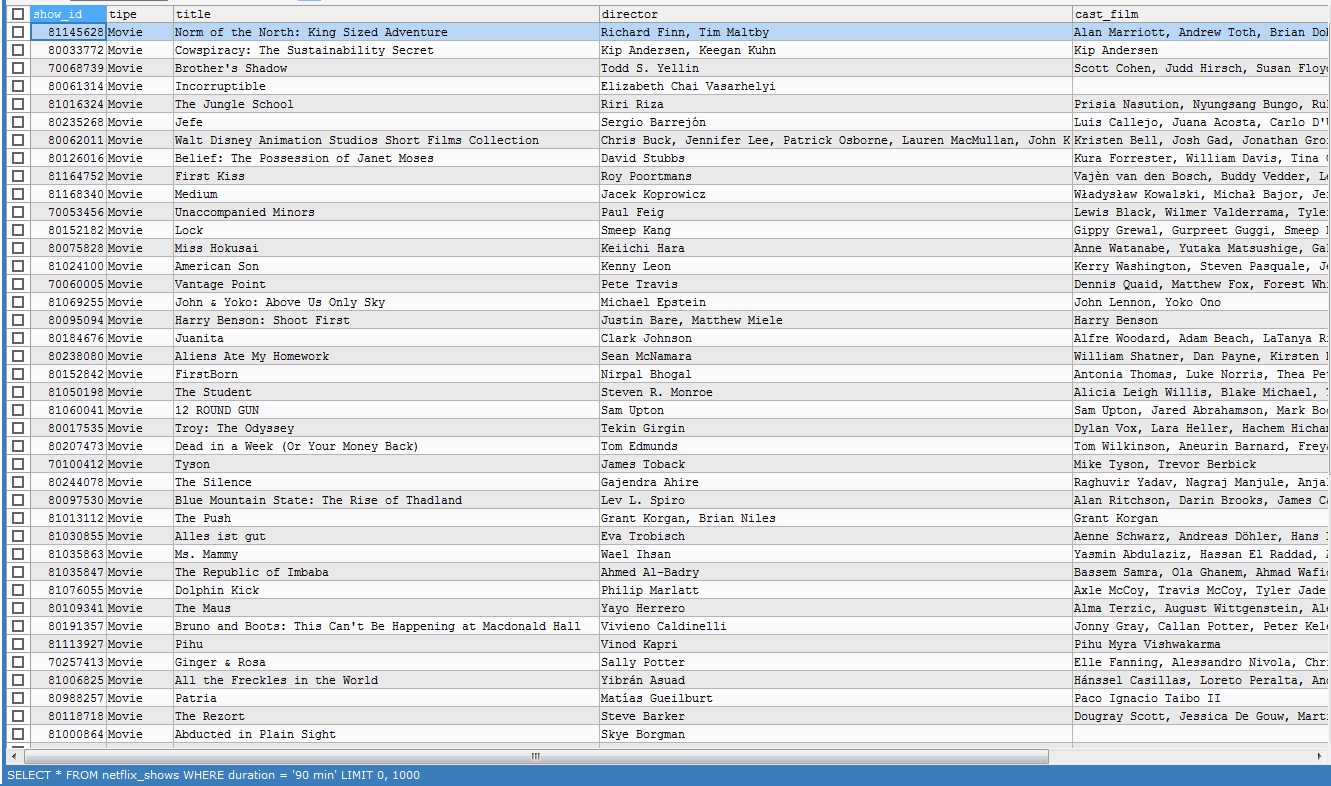 show_id tipe title director cast_film
81145628 Movie Norm of the North: King Sized Adventure Richard Finn, Tim Maltby Alan Marriott, Andrew Toth, Brian
80033772 Movie Cowspiracy: The Sustainability Secret Kip Andersen, Keegan Kuhn Kip Andersen
70068739 Movie Brother's Shadow Todd S. Yellin Scott Cohen, Judd Hirsch, Susan
80061314 Movie Incorruptible Elizabeth Chai Vasarhelyi
81016324 Movie The Jungle School Riri Riza Prisia Nasution, Nyungsang Bungo,
80235268 Movie Jefe Sergio Barrejón Luis Callejo, Juana Acosta, Carlo
80062011 Movie Walt Disney Animation Studios Short Films Collection Chris Buck, Jennifer Lee, Patrick Osborne, Lauren MacMullan, John K Kristen Bell, Josh Gad, Jonathan
80126016 Movie Belief: The Possession of Janet Moses David Stubbs Kura Forrester, William Davis, Tina
81164752 Movie First Kiss Roy Poortmans Vajèn van den Bosch, Buddy Vedder,
81168340 Movie Medium Jacek Koprowicz Władysław Kowalski, Michał Bajor,
70053456 Movie Unaccompanied Minors Paul Feig Lewis Black, Wilmer Valderrama,
80152182 Movie Lock Smeep Kang Gippy Grewal, Gurpreet Guggi, Smeep
80075828 Movie Miss Hokusai Keiichi Hara Anne Watanabe, Yutaka Matsushige,
81024100 Movie American Son Kenny Leon Kerry Washington, Steven Pasquale,
70060005 Movie Vantage Point Pete Travis Dennis Quaid, Matthew Fox, Forest
81069255 Movie John & Yoko: Above Us Only Sky Michael Epstein John Lennon, Yoko Ono
80095094 Movie Harry Benson: Shoot First Justin Bare, Matthew Miele Harry Benson
80184676 Movie Juanita Clark Johnson Alfre Woodard, Adam Beach, LaTanya
80238080 Movie Aliens Ate My Homework Sean McNamara William Shatner, Dan Payne, Kirsten
80152842 Movie FirstBorn Nirpal Bhogal Antonia Thomas, Luke Norris, Thea
81050198 Movie The Student Steven R. Monroe Alicia Leigh Willis, Blake Michael,
81060041 Movie 12 ROUND GUN Sam Upton Sam Upton, Jared Abrahamson, Mark
80017535 Movie Troy: The Odyssey Tekin Girgin Dylan Vox, Lara Heller, Hachem
80207473 Movie Dead in a Week (Or Your Money Back) Tom Edmunds Tom Wilkinson, Aneurin Barnard,
70100412 Movie Tyson James Toback Mike Tyson, Trevor Berbick
80244078 Movie The Silence Gajendra Ahire Raghuvir Yadav, Nagraj Manjule,
80097530 Movie Blue Mountain State: The Rise of Thadland Lev L. Spiro Alan Ritchson, Darin Brooks, James
81013112 Movie The Push Grant Korgan, Brian Niles Grant Korgan
81030855 Movie Alles ist gut Eva Trobisch Aenne Schwarz, Andreas Döhler, Hans
81035863 Movie Ms. Mammy Wael Ihsan Yasmin Abdulaziz, Hassan El Raddad,
81035847 Movie The Republic of Imbaba Ahmed Al-Badry Bassem Samra, Ola Ghanem, Ahmad
81076055 Movie Dolphin Kick Philip Marlatt Axle McCoy, Travis McCoy, Tyler Jade
80109341 Movie The Maus Yayo Herrero Alma Terzic, August Wittgenstein,
80191357 Movie Bruno and Boots: This Can't Be Happening at Macdonald Hall Vivieno Caldinelli Jonny Gray, Callan Potter, Peter
81113927 Movie Pihu Vinod Kapri Pihu Myra Vishwakarma
70257413 Movie Ginger & Rosa Sally Potter Elle Fanning, Alessandro Nivola,
81006825 Movie All the Freckles in the World Yibrán Asuad Hánssel Casillas, Loreto Peralta,
80988257 Movie Patria Matías Gueilburt Paco Ignacio Taibo II
80118718 Movie The Rezort Steve Barker Dougray Scott, Jessica De Gouw,
81000864 Movie Abducted in Plain Sight Skye Borgman
SELECT * FROM netflix_shows WHERE duration = '90 min' LIMIT 0, 1000